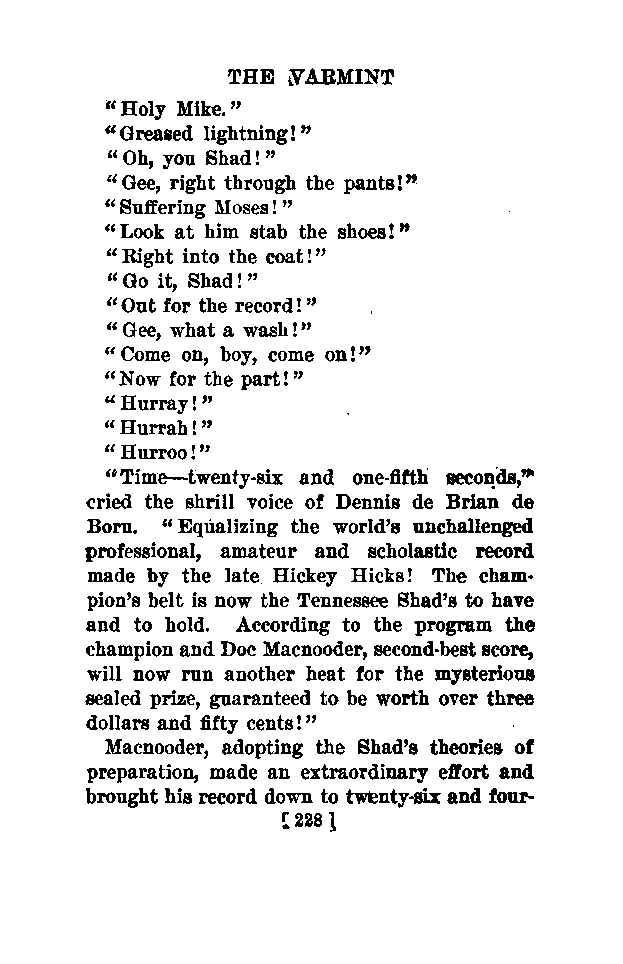 THE VARMINT
"Holy Mike."
"Greased lightning!"
"Oh, you Shad!"
"Gee, right through the pants!"
"Suffering Moses!"
"Look at him stab the shoes!"
"Right into the coat!"
"Go it, Shad!"
"Out for the record!"
"Gee, what a wash!"
"Come on, boy, come on!"
"Now for the part!"
"Hurray!"
"Hurrah!"
"Hurroo!"
"Time—twenty-six and one-fifth seconds,"
cried the shrill voice of Dennis de Brian de
Boru. "Equalizing the world's unchallenged
professional, amateur and scholastic record
made by the late Hickey Hicks! The cham-
pion's belt is now the Tennessee Shad's to have
and to hold. According to the program the
champion and Doc Macnooder, second-best score,
will now run another heat for the mysterious
sealed prize, guaranteed to be worth over three
dollars and fifty cents!"
Macnooder, adopting the Shad's theories of
preparation, made an extraordinary effort and
brought his record down to twenty-six and four-
[228]